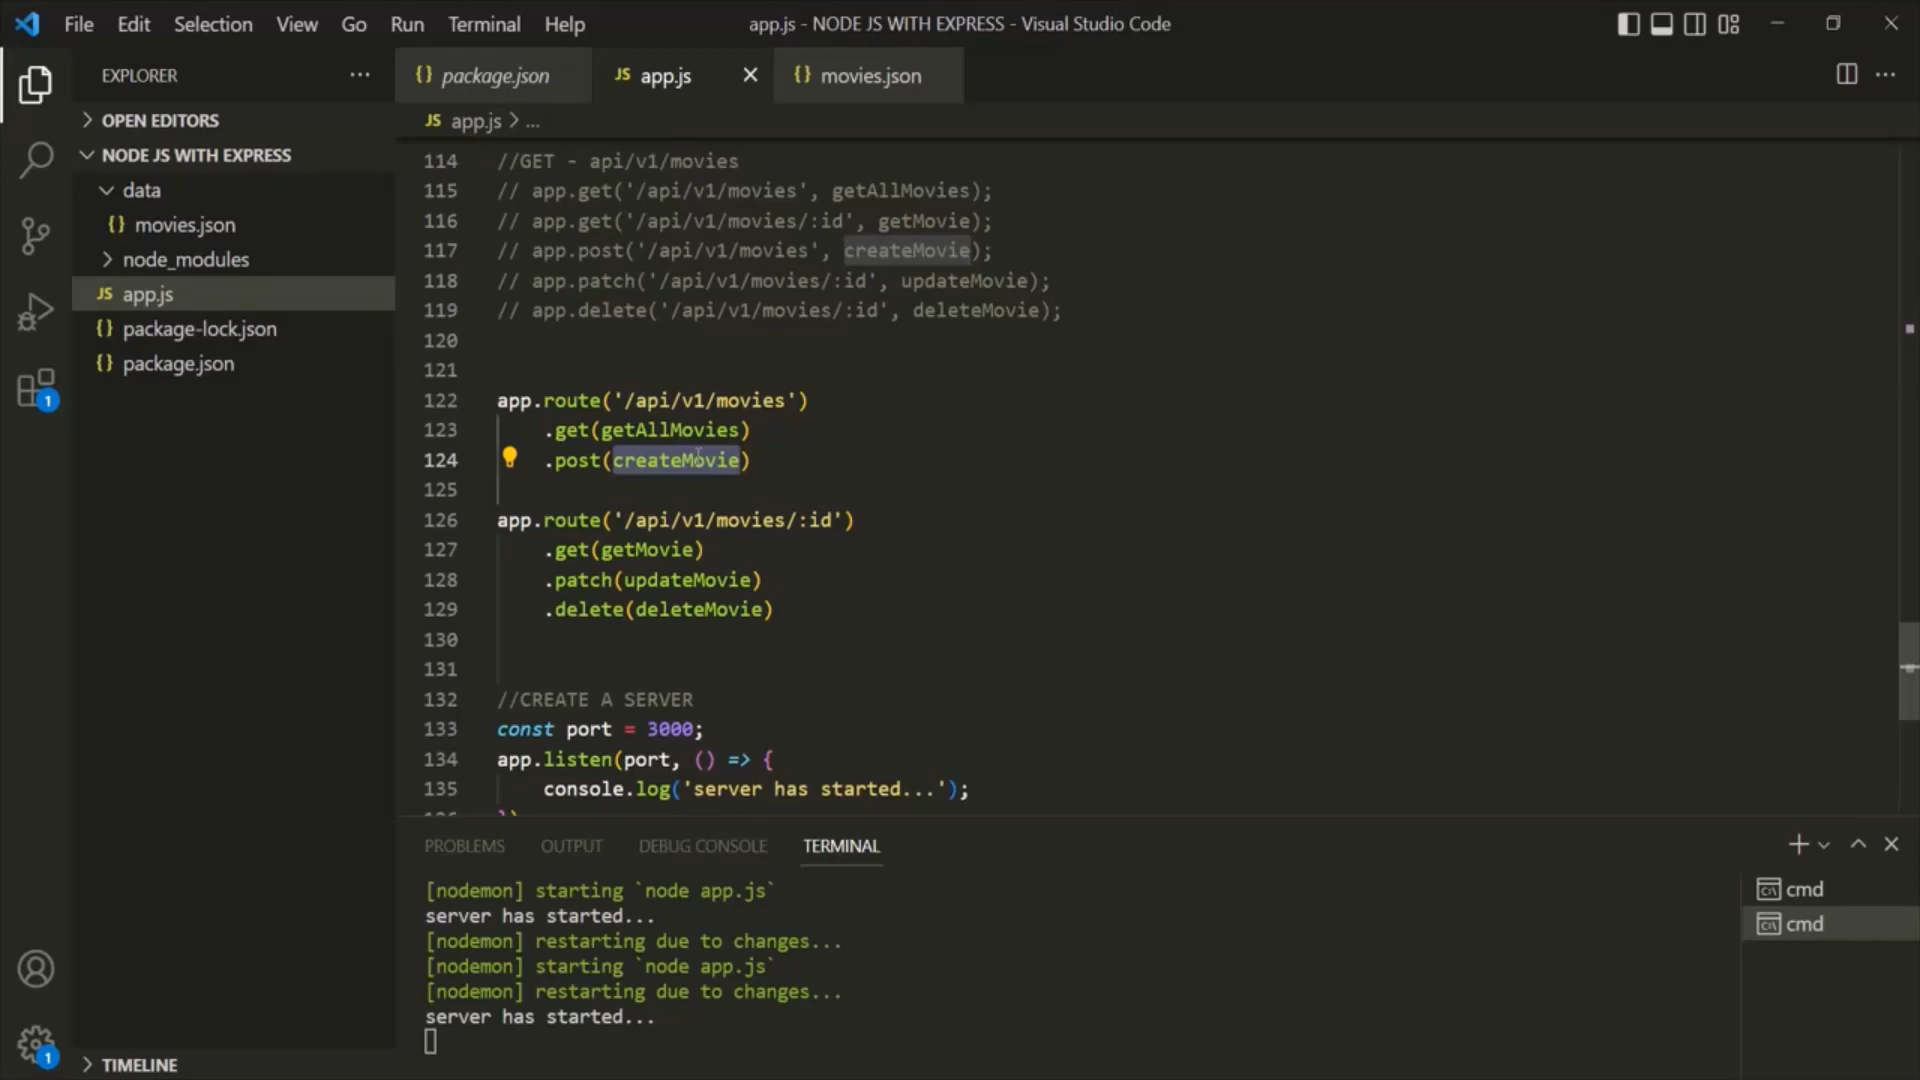 File Edit Selection View Go Run Terminal Help app.js - NODE JS WITH EXPRESS - Visual Studio Code
EXPLORER
OPEN EDITORS
NODE JS WITH EXPRESS
data
{} movies.json
node_modules
JS app.js
{} package-lock.json
{} package.json
TIMELINE
1
1
{} package.json JS app.js {} movies.json
JS app.js > ...
114 //GET - api/v1/movies
115 // app.get('/api/v1/movies', getAllMovies);
116 // app.get('/api/v1/movies/:id', getMovie);
117 // app.post('/api/v1/movies', createMovie);
118 // app.patch('/api/v1/movies/:id', updateMovie);
119 // app.delete('/api/v1/movies/:id', deleteMovie);
120
121
122 app.route('/api/v1/movies')
123 .get(getAllMovies)
124 .post(createMovie)
125
126 app.route('/api/v1/movies/:id')
127 .get(getMovie)
128 .patch(updateMovie)
129 .delete(deleteMovie)
130
131
132 //CREATE A SERVER
133 const port = 3000;
134 app.listen(port, () => {
135 console.log('server has started...');
PROBLEMS OUTPUT DEBUG CONSOLE TERMINAL
[nodemon] starting `node app.js`
server has started...
[nodemon] restarting due to changes...
[nodemon] starting `node app.js`
[nodemon] restarting due to changes...
server has started...
cmd
cmd